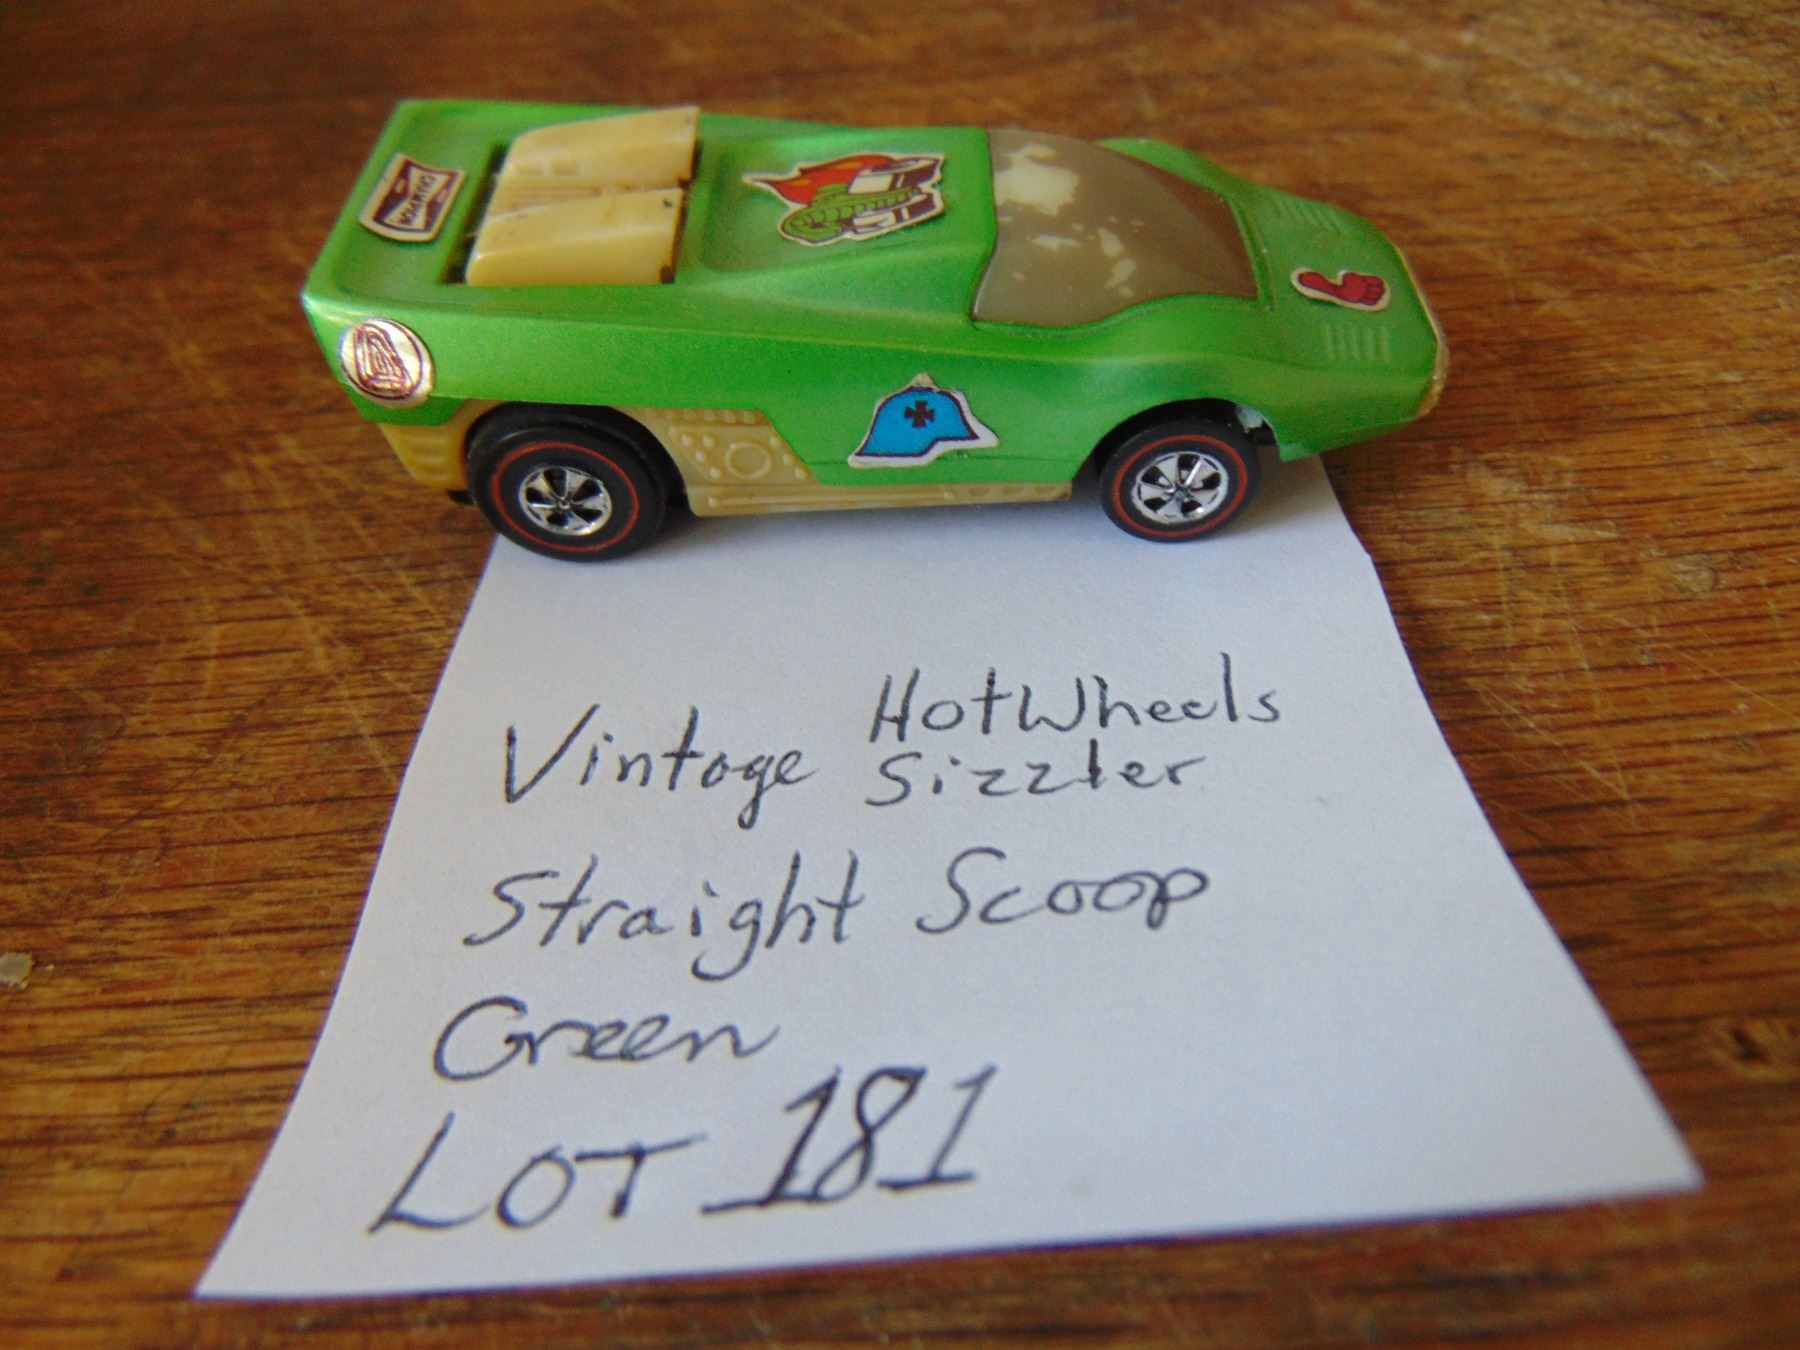 Vintage HotWheels
Sizzler
Straight Scoop
Green
LOT 181